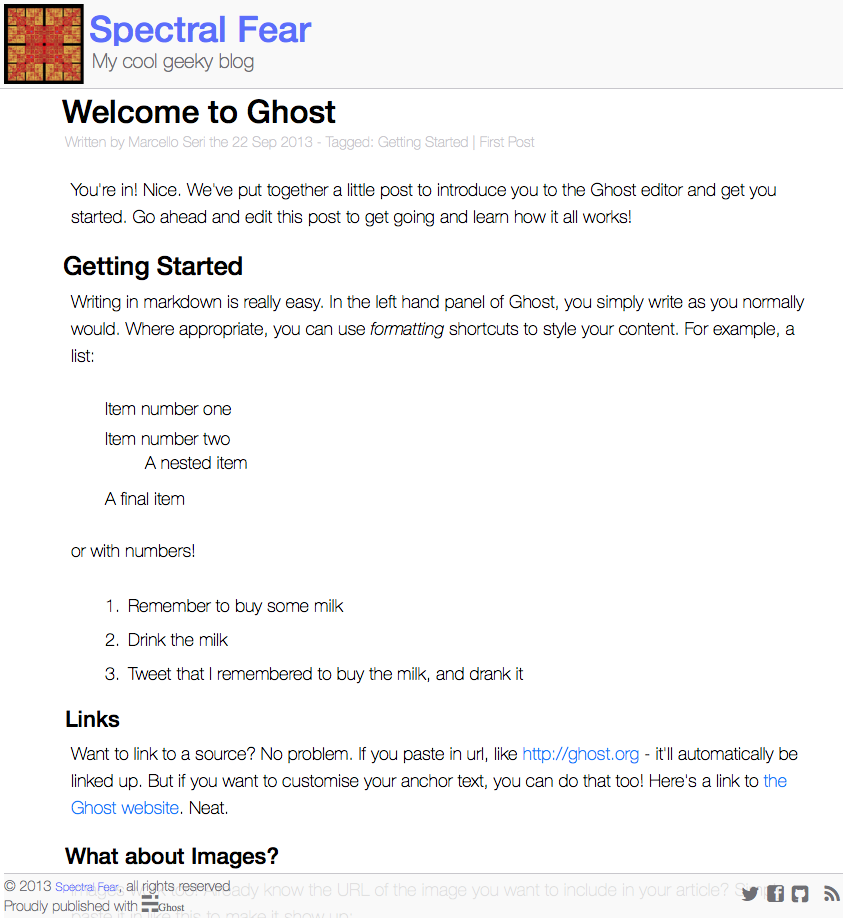 Spectral Fear
My cool geeky blog
Welcome to Ghost
Written by Marcello Seri the 22 Sep 2013 - Tagged: Getting Started | First Post
You're in! Nice. We've put together a little post to introduce you to the Ghost editor and get you
started. Go ahead and edit this post to get going and learn how it all works!
Getting Started
Writing in markdown is really easy. In the left hand panel of Ghost, you simply write as you normally
would. Where appropriate, you can use formatting shortcuts to style your content. For example, a
list:
Item number one
Item number two
A nested item
A final item
or with numbers!
1. Remember to buy some milk
2. Drink the milk
3. Tweet that I remembered to buy the milk, and drank it
Links
Want to link to a source? No problem. If you paste in url, like http://ghost.org - it'll automatically be
linked up. But if you want to customise your anchor text, you can do that too! Here's a link to the
Ghost website. Neat.
What about Images?
© 2013 Spectral Fear, all rights reserved
know the URL of the image you want to include in your article?
Proudly published with Ghost
paste it in like this to make it show up: